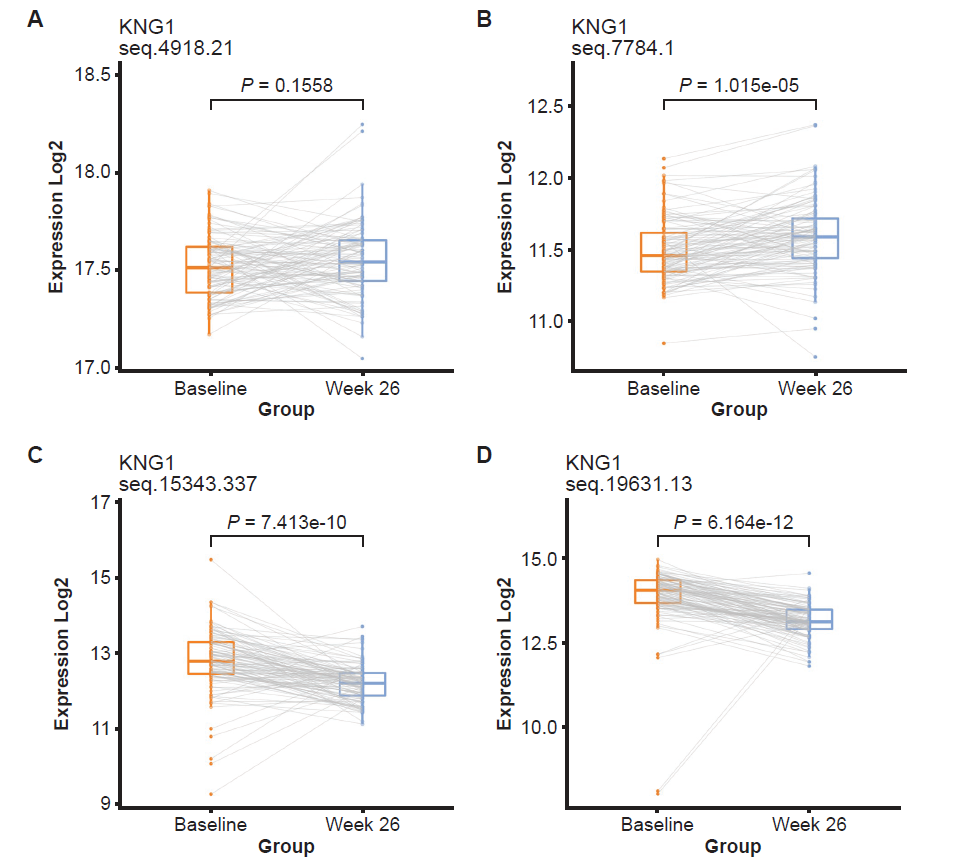 A
KNG1
seq.4918.21
P = 0.1558
18.5
18.0
17.5
17.0
Expression Log2
Baseline
Week 26
Group
B
KNG1
seq.7784.1
P = 1.015e-05
12.5
12.0
11.5
11.0
Expression Log2
Baseline
Week 26
Group
C
KNG1
seq.15343.337
P = 7.413e-10
17
15
13
11
9
Expression Log2
Baseline
Week 26
Group
D
KNG1
seq.19631.13
P = 6.164e-12
15.0
12.5
10.0
Expression Log2
Baseline
Week 26
Group